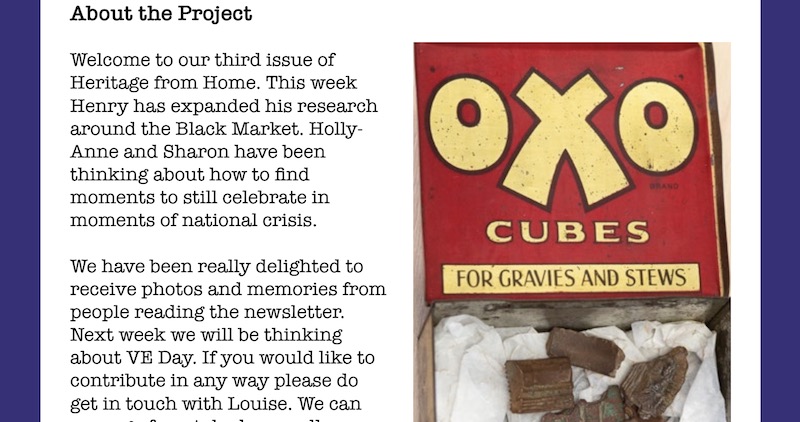 About the Project
Welcome to our third issue of
Heritage from Home. This week
Henry has expanded his research
around the Black Market. Holly-
Anne and Sharon have been
thinking about how to find
moments to still celebrate in
moments of national crisis.
We have been really delighted to
receive photos and memories from
people reading the newsletter.
Next week we will be thinking
about VE Day. If you would like to
contribute in any way please do
get in touch with Louise. We can
OXO
BRAND
CUBES
FOR GRAVIES AND STEWS